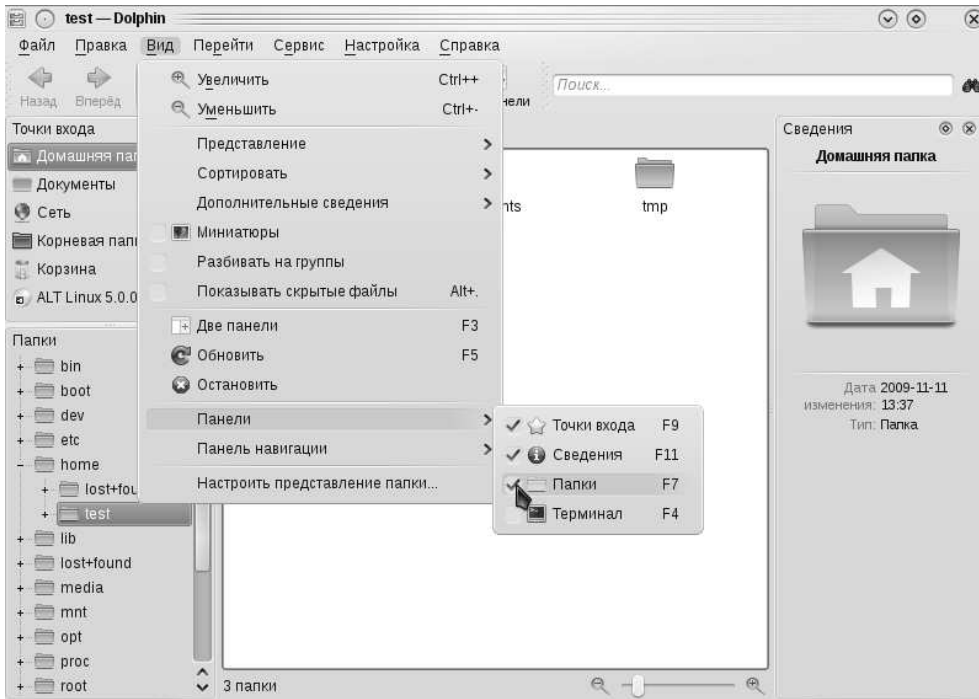 test — Dolphin
Файл Правка Вид Перейти Сервис Настройка Справка
Назад Вперёд
Поиск...
Точки входа
Домашняя пап
Документы
Сеть
Корневая папк
Корзина
ALT Linux 5.0.0
Папки
bin
boot
dev
etc
home
lost+fou
test
lib
lost+found
media
mnt
opt
proc
root
Увеличить Ctrl++
Уменьшить Ctrl+-
Представление
Сортировать
Дополнительные сведения
Миниатюры
Разбивать на группы
Показывать скрытые файлы Alt+.
Две панели F3
Обновить F5
Остановить
Панели
Панель навигации
Настроить представление папки...
Точки входа F9
Сведения F11
Папки F7
Терминал F4
нели
nts
tmp
3 папки
Сведения
Домашняя папка
Дата 2009-11-11
изменения: 13:37
Тип: Папка